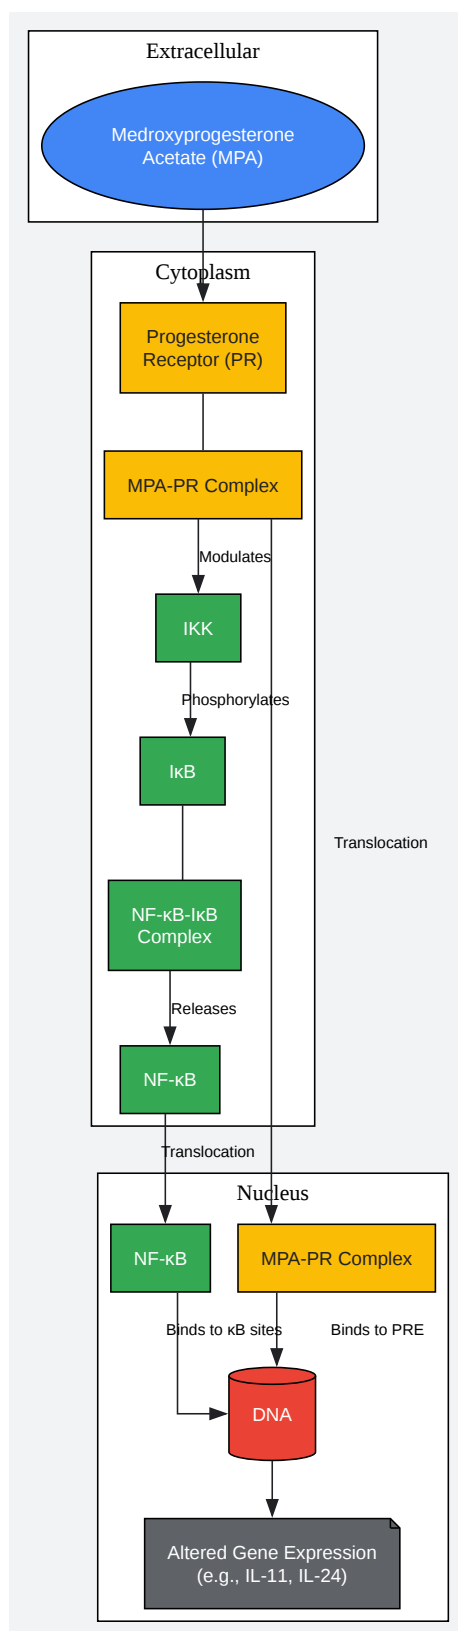 Extracellular
Medroxyprogesterone
Acetate (MPA)
Cytoplasm
Progesterone
Receptor (PR)
MPA-PR Complex
Modulates
IKK
Phosphorylates
IκB
Translocation
NF-κB-IκB
Complex
Releases
NF-κB
Translocation
Nucleus
NF-κB
MPA-PR Complex
Binds to κB sites
Binds to PRE
DNA
Altered Gene Expression
(e.g., IL-11, IL-24)